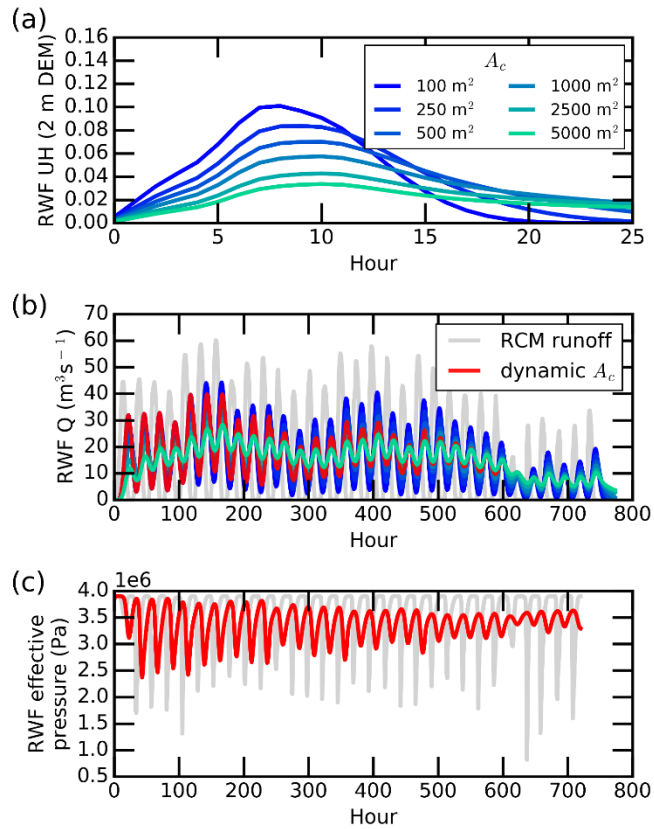 (a)
RWF UH (2 m DEM)
0.16
0.14
0.12
0.10
0.08
0.06
0.04
0.02
0.00
A_c
100 m²
1000 m²
250 m²
2500 m²
500 m²
5000 m²
0 5 10 15 20 25
Hour
(b)
RWF Q (m³s⁻¹)
70
60
50
40
30
20
10
0
RCM runoff
dynamic A_c
0 100 200 300 400 500 600 700 800
Hour
(c)
1e6
RWF effective
pressure (Pa)
4.0
3.5
3.0
2.5
2.0
1.5
1.0
0.5
0 100 200 300 400 500 600 700 800
Hour